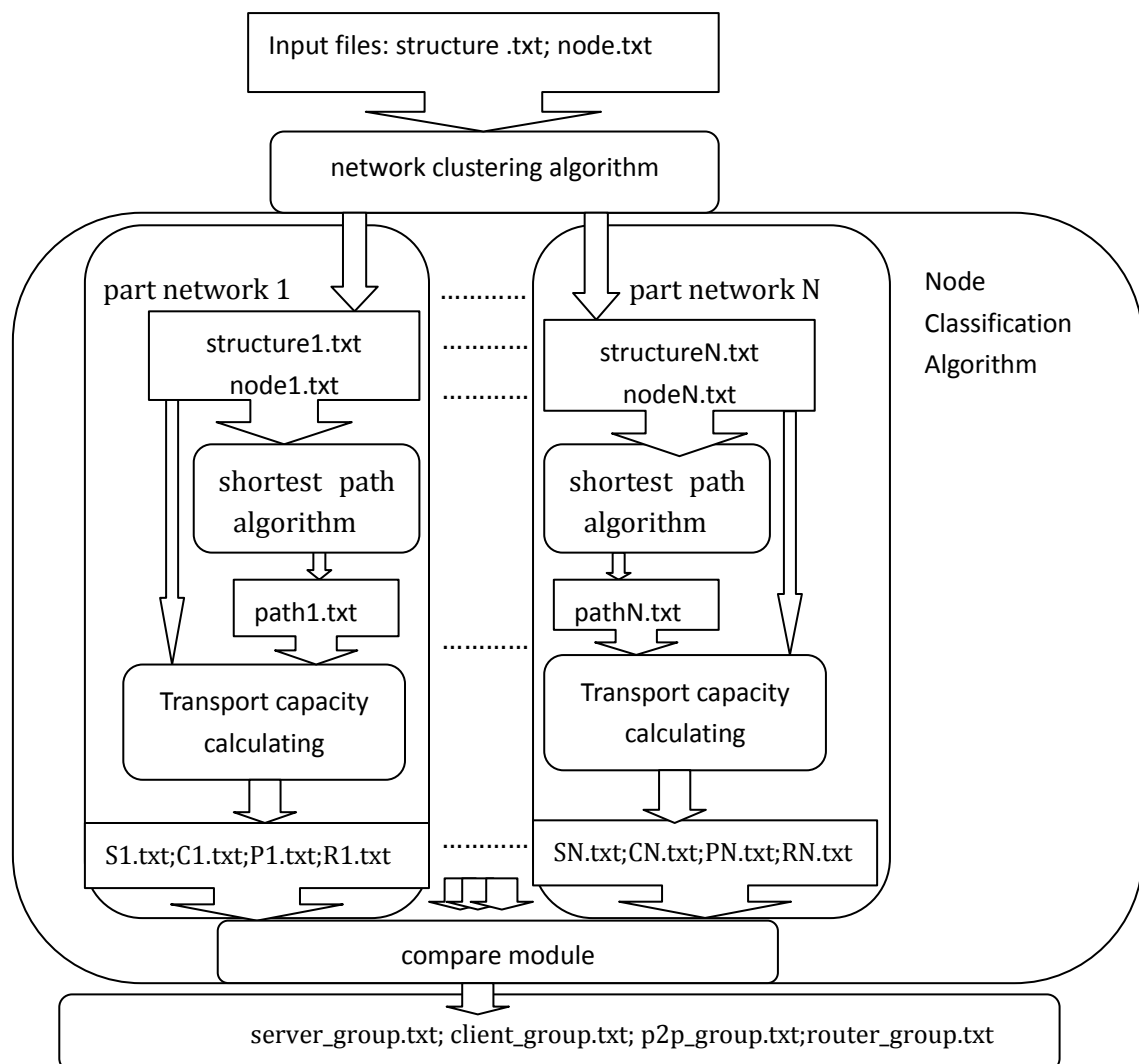 Input files: structure .txt; node.txt
network clustering algorithm
part network 1
…………
part network N
Node
Classification
Algorithm
structure1.txt
node1.txt
…………
…………
structureN.txt
nodeN.txt
shortest path
algorithm
shortest path
algorithm
path1.txt
pathN.txt
…………
Transport capacity
calculating
Transport capacity
calculating
S1.txt;C1.txt;P1.txt;R1.txt
…………
SN.txt;CN.txt;PN.txt;RN.txt
compare module
server_group.txt; client_group.txt; p2p_group.txt;router_group.txt